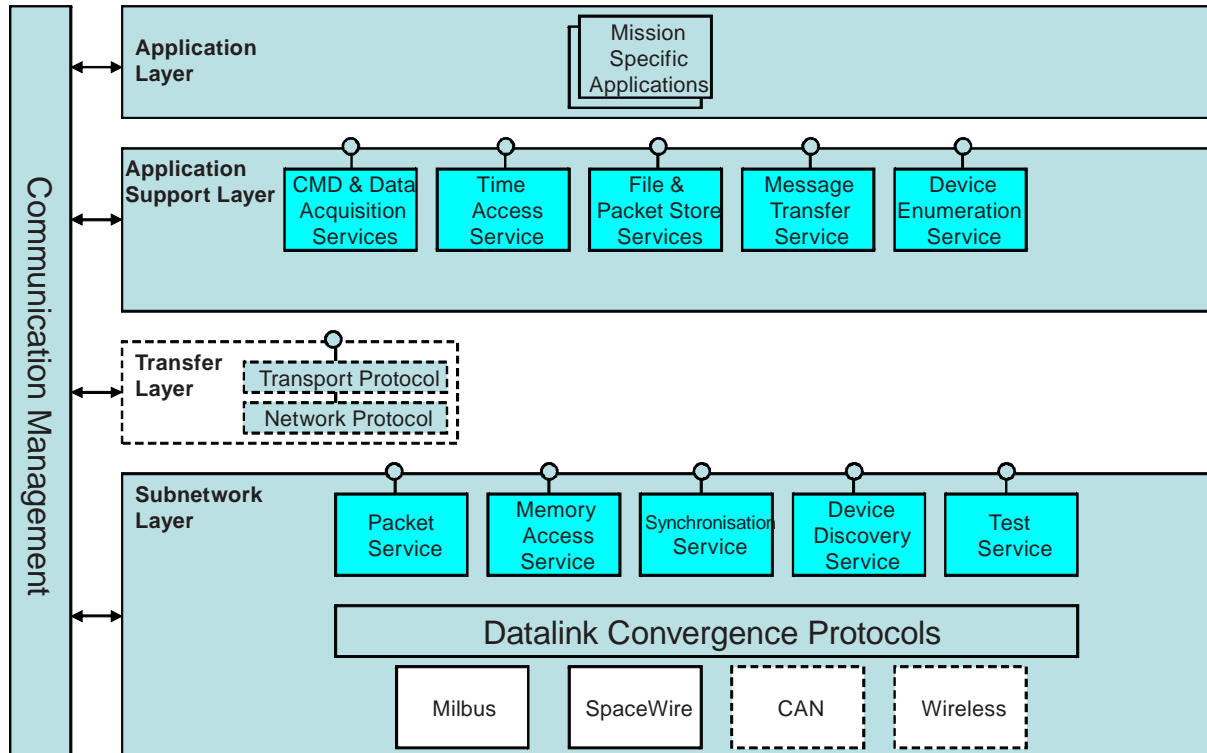 Communication Management
Application
Layer
Mission
Specific
Applications
Application
Support Layer
CMD & Data
Acquisition
Services
Time
Access
Service
File &
Packet Store
Services
Message
Transfer
Service
Device
Enumeration
Service
Transfer
Layer
Transport Protocol
Network Protocol
Subnetwork
Layer
Packet
Service
Memory
Access
Service
Synchronisation
Service
Device
Discovery
Service
Test
Service
Datalink Convergence Protocols
Milbus
SpaceWire
CAN
Wireless